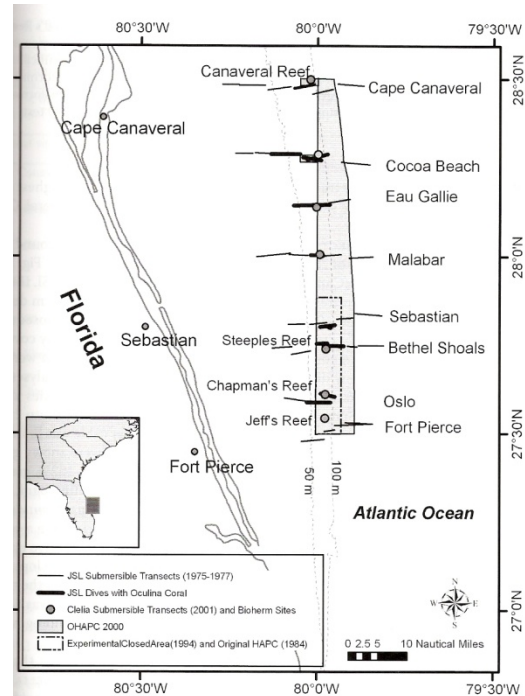 80°30'W 80°00'W 79°30'W
Canaveral Reef
Cape Canaveral
28°30'N
Cape Canaveral
Cocoa Beach
Eau Gallie
28°0'N
Malabar
Florida
Sebastian
Sebastian
Steeples Reef
Bethel Shoals
Chapman's Reef
Oslo
Jeff's Reef
Fort Pierce
27°30'N
Fort Pierce
50 m
100 m
Atlantic Ocean
JSL Submersible Transects (1975-1977)
JSL Dives with Oculina Coral
Clelia Submersible Transects (2001) and Bioherm Sites
OHAPC 2000
ExperimentalClosedArea(1994) and Original HAPC (1984)
N
W E
S
0 2.5 5 10 Nautical Miles
27°0'N
80°30'W 80°00'W 79°30'W